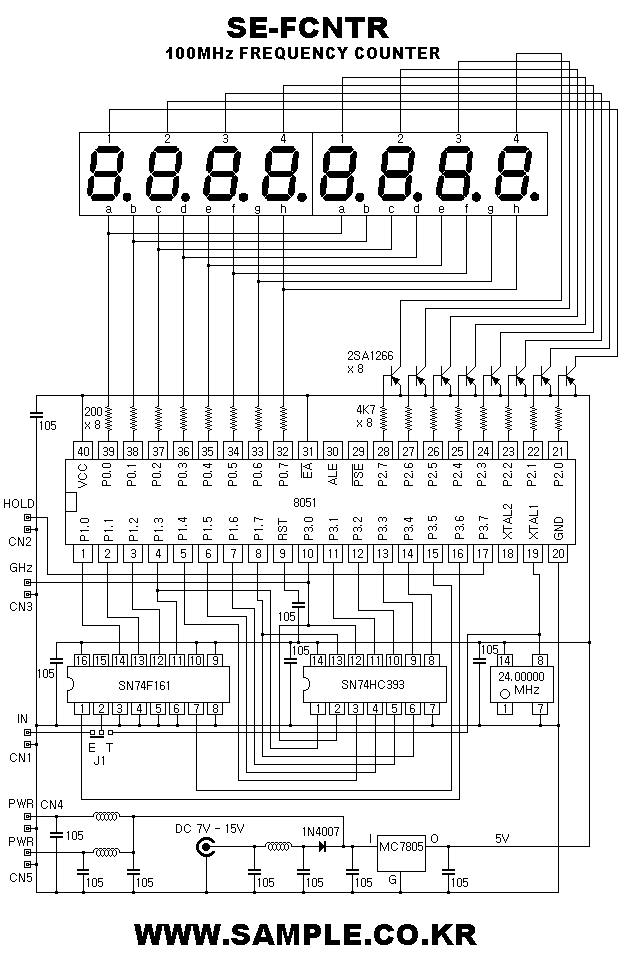 SE-FCNTR
100MHz FREQUENCY COUNTER
1 2 3 4 1 2 3 4
a b c d e f g h a b c d e f g h
2SA1266
x 8
105
200
x 8
4K7
x 8
40 39 38 37 36 35 34 33 32 31 30 29 28 27 26 25 24 23 22 21
VCC P0.0 P0.1 P0.2 P0.3 P0.4 P0.5 P0.6 P0.7 EA ALE PSE P2.7 P2.6 P2.5 P2.4 P2.3 P2.2 P2.1 P2.0
8051
P1.0 P1.1 P1.2 P1.3 P1.4 P1.5 P1.6 P1.7 RST P3.0 P3.1 P3.2 P3.3 P3.4 P3.5 P3.6 P3.7 XTAL2 XTAL1 GND
1 2 3 4 5 6 7 8 9 10 11 12 13 14 15 16 17 18 19 20
HOLD
CN2
GHz
CN3
105
16 15 14 13 12 11 10 9
105
SN74F161
1 2 3 4 5 6 7 8
14 13 12 11 10 9 8
105
SN74HC393
1 2 3 4 5 6 7
14 8
105
24.00000
MHz
1 7
IN
CN1
E T
J1
PWR
CN4
105
PWR
CN5
105
105
DC 7V - 15V
105
105
1N4007
105
I MC7805 O
G
5V
105
WWW.SAMPLE.CO.KR